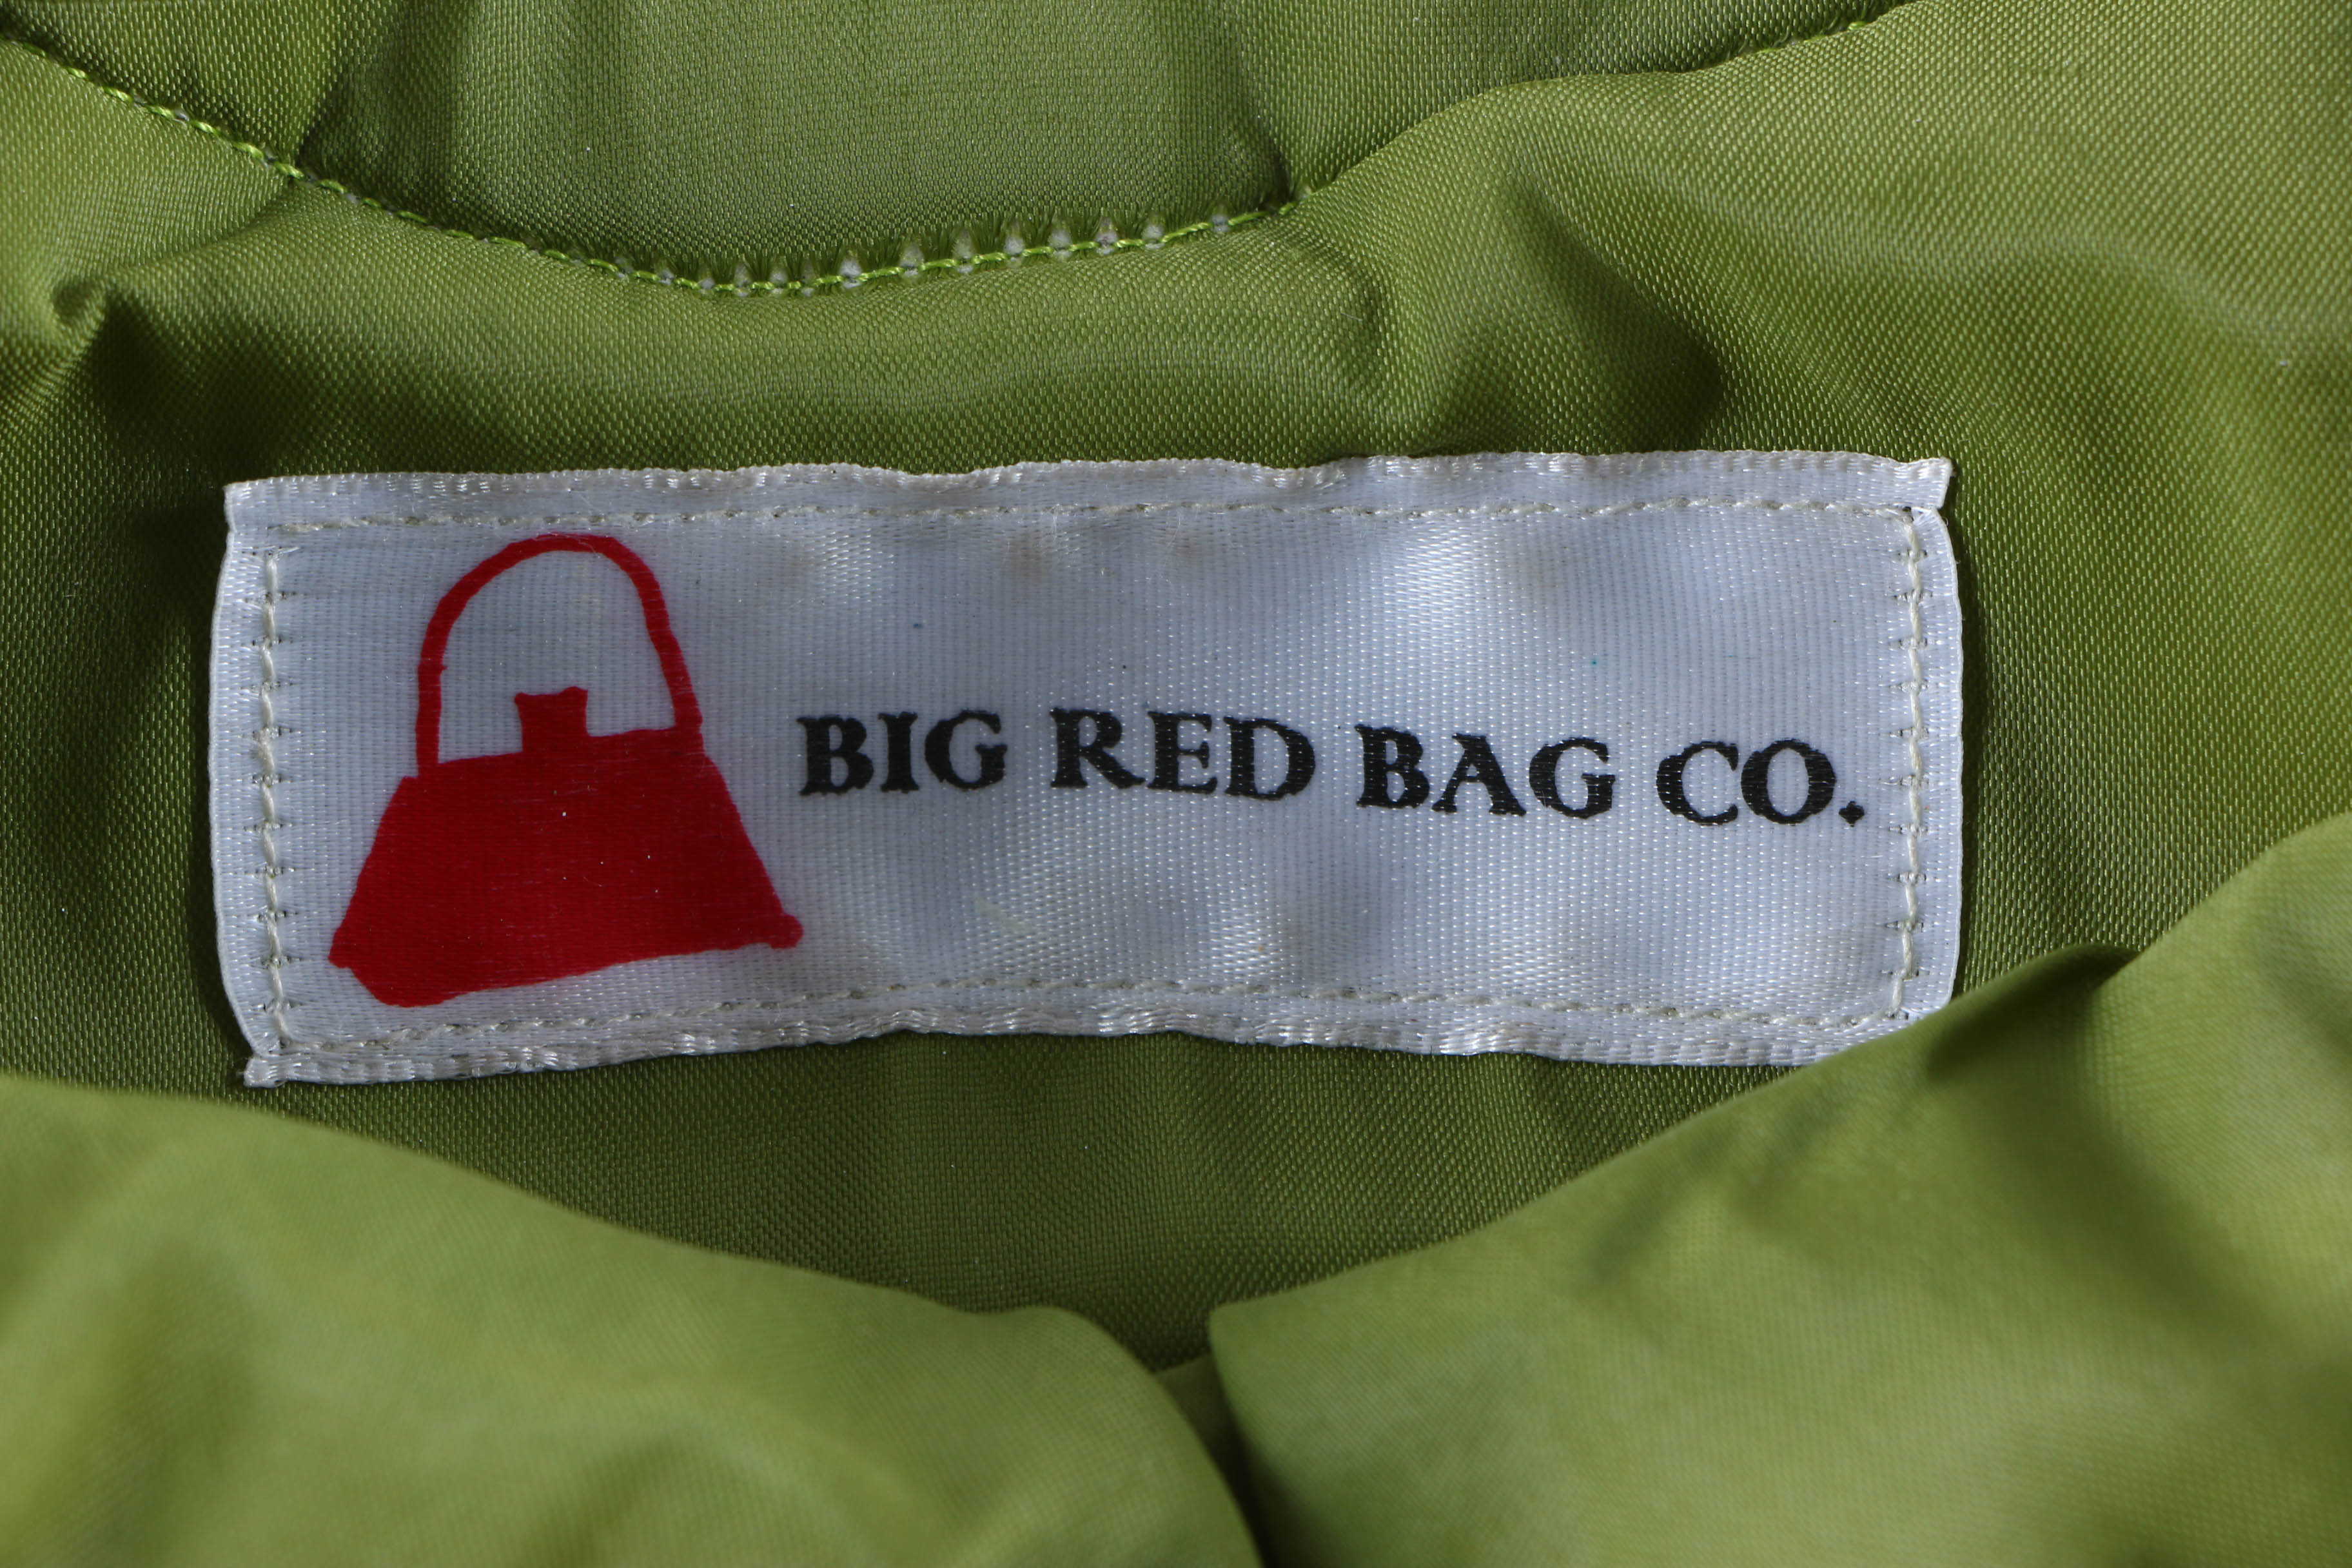 BIG RED BAG CO.